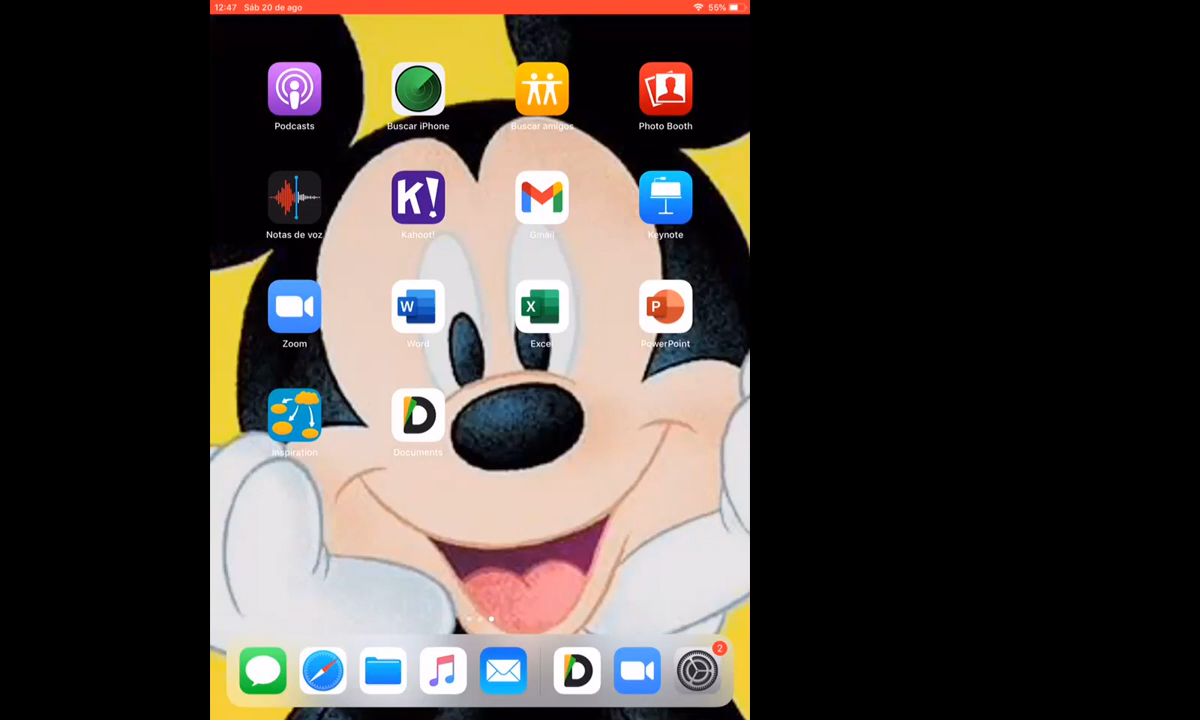 12:47 Sáb 20 de ago 55%
Podcasts Buscar iPhone Buscar amigos Photo Booth
K!
Notas de voz Kahoot! Gmail Keynote
W X P
Zoom Word Excel PowerPoint
D
Inspiration Documents
D 2